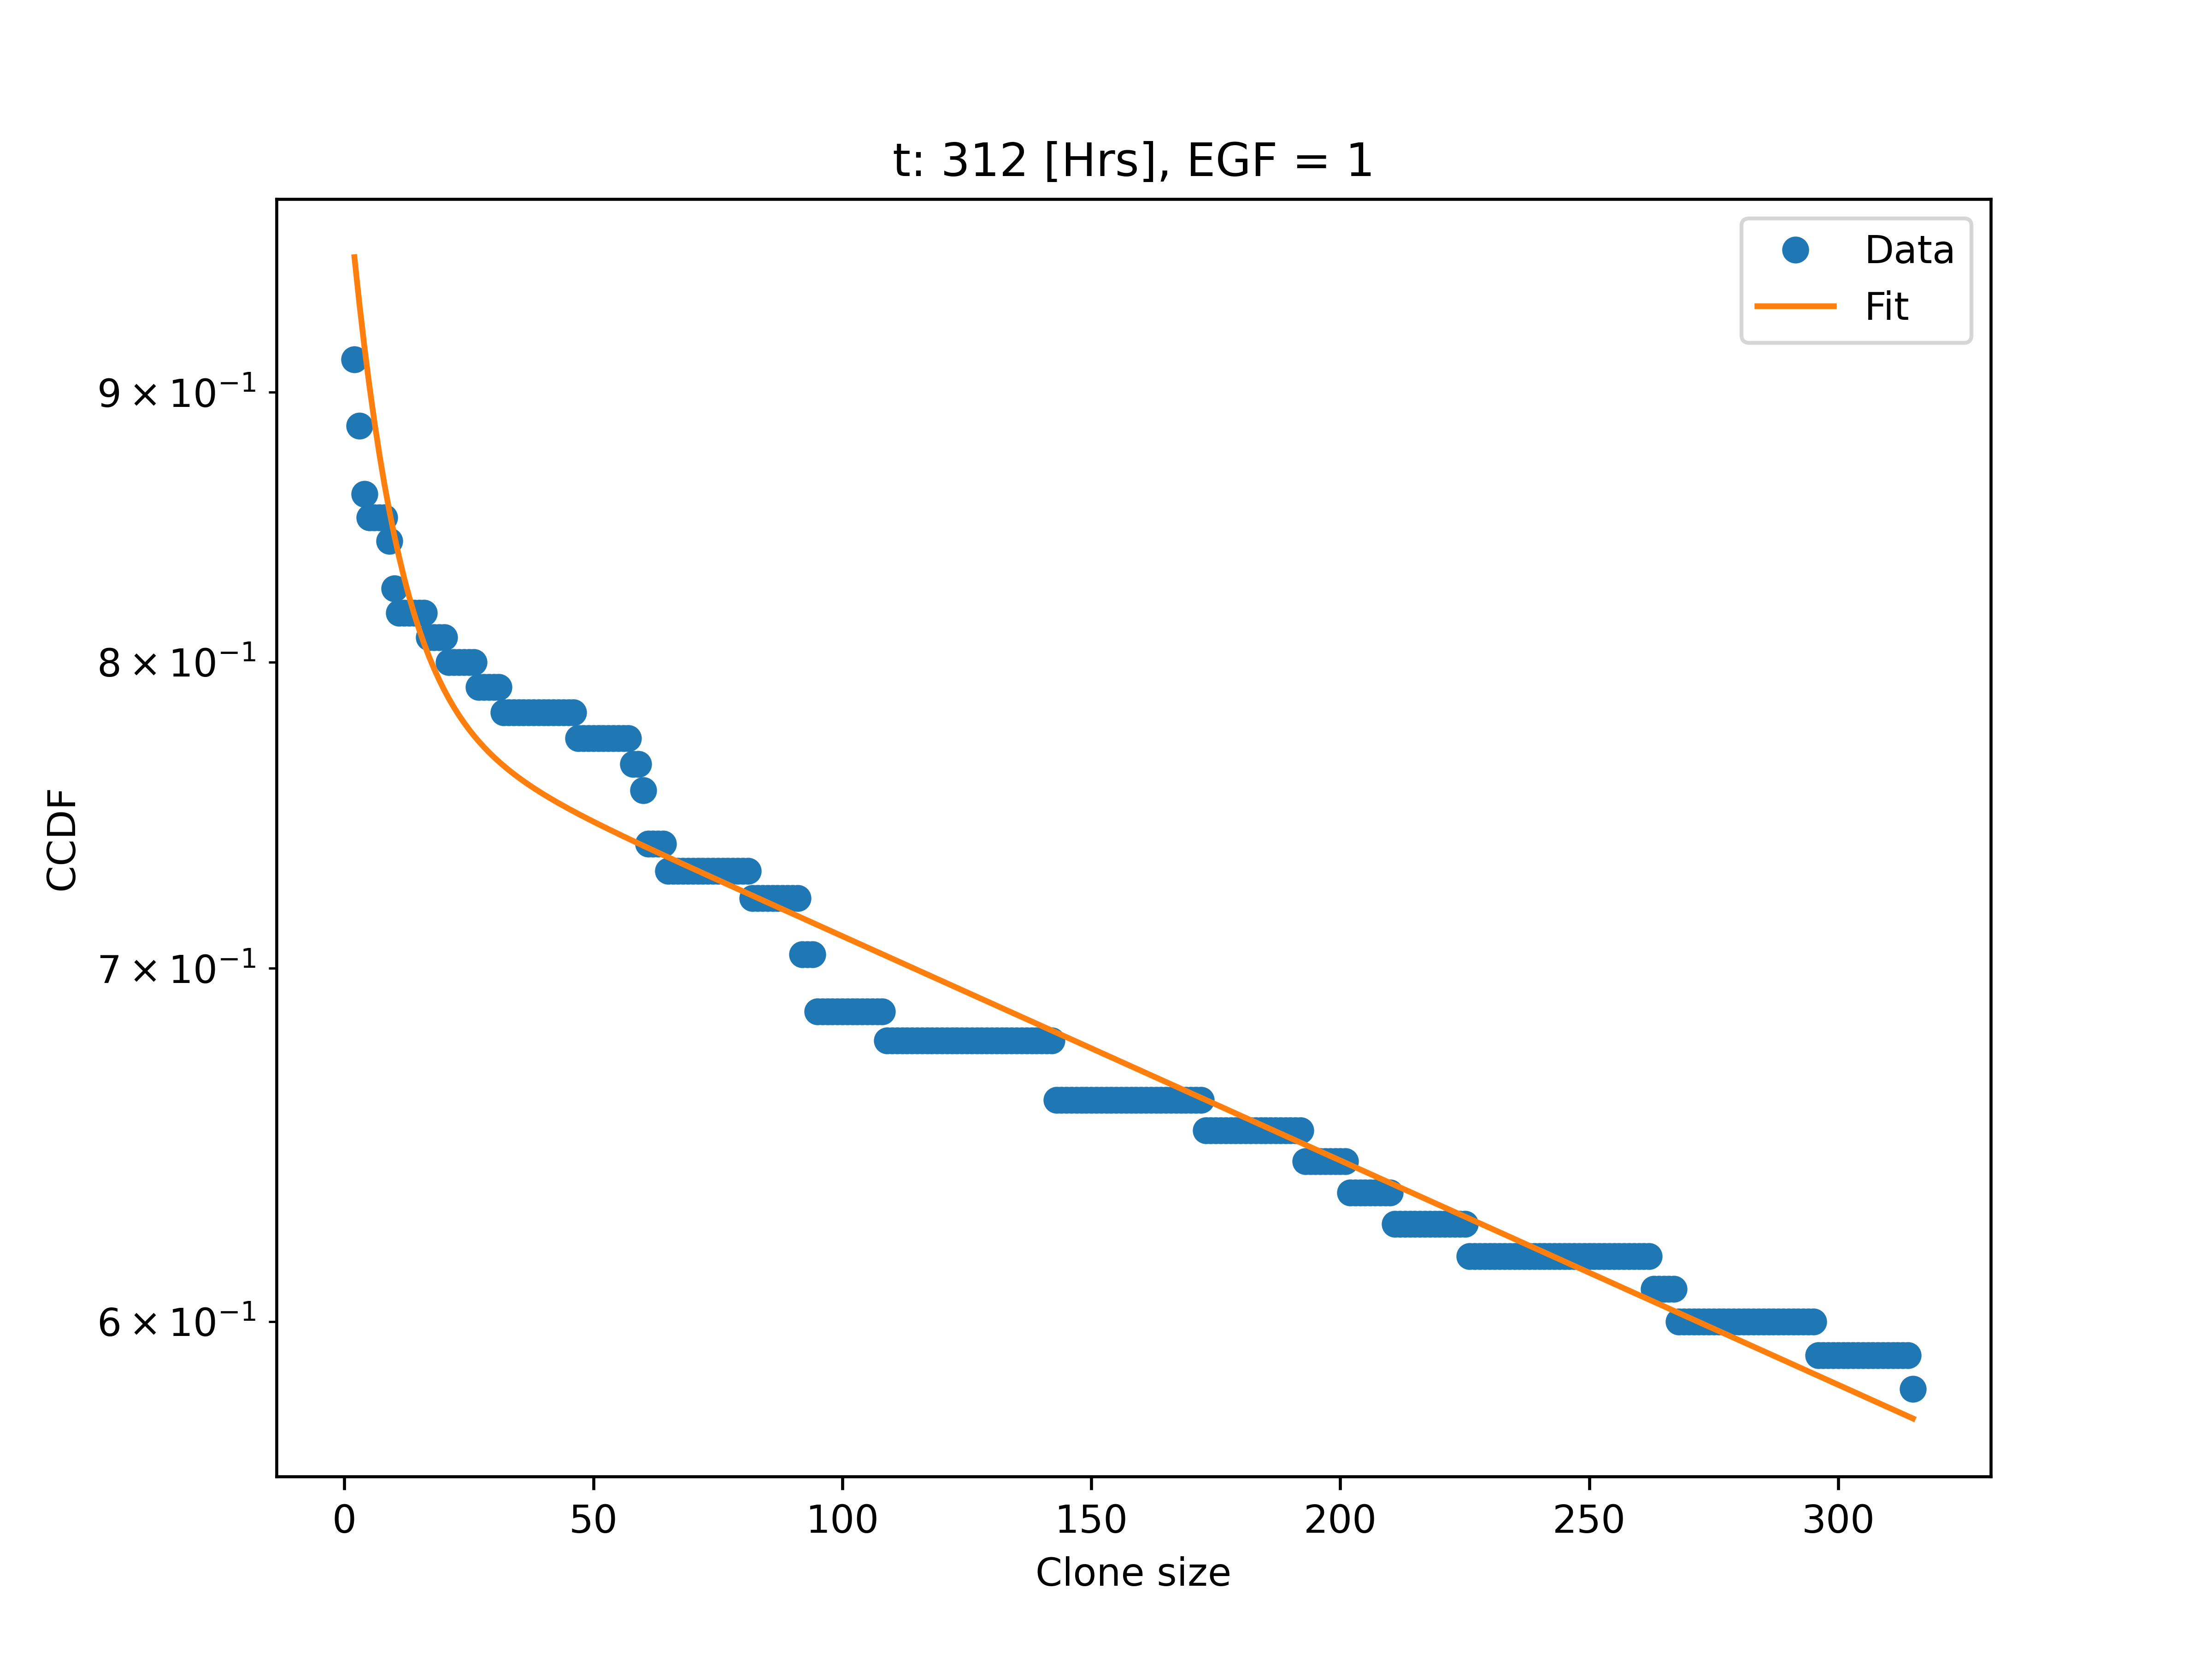 t: 312 [Hrs], EGF = 1
Data
Fit
9 × 10⁻¹
8 × 10⁻¹
7 × 10⁻¹
6 × 10⁻¹
CCDF
0 50 100 150 200 250 300
Clone size